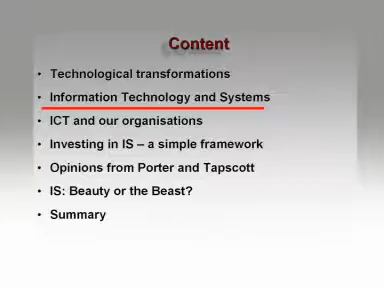 Content
• Technological transformations
• Information Technology and Systems
• ICT and our organisations
• Investing in IS – a simple framework
• Opinions from Porter and Tapscott
• IS: Beauty or the Beast?
• Summary